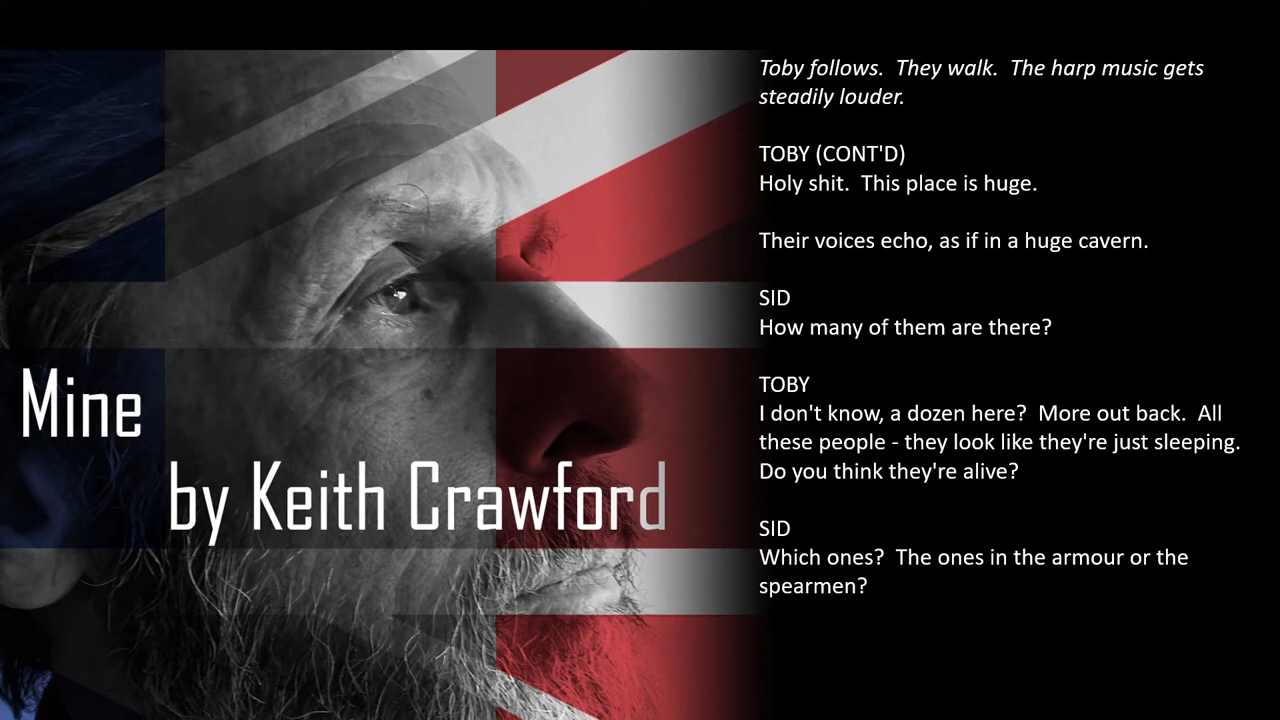 Toby follows.  They walk.  The harp music gets
steadily louder.
TOBY (CONT'D)
Holy shit.  This place is huge.
Their voices echo, as if in a huge cavern.
SID
How many of them are there?
TOBY
I don't know, a dozen here?  More out back.  All
these people - they look like they're just sleeping.
Do you think they're alive?
SID
Which ones?  The ones in the armour or the
spearmen?
Mine
by Keith Crawford